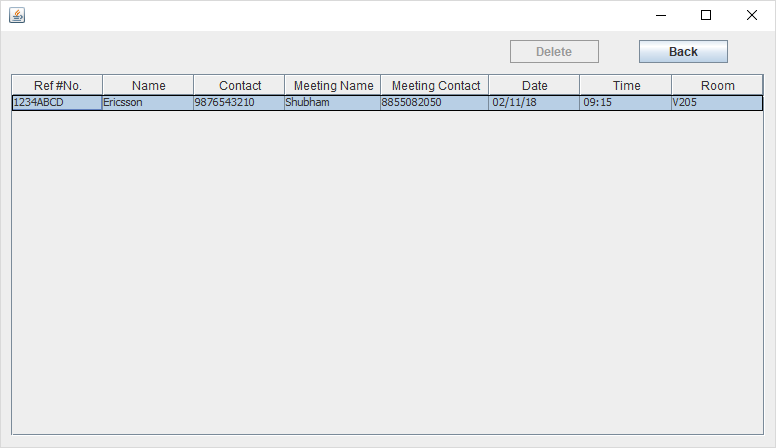 Delete Back
Ref #No. Name Contact Meeting Name Meeting Contact Date Time Room
1234ABCD Ericsson 9876543210 Shubham 8855082050 02/11/18 09:15 V205